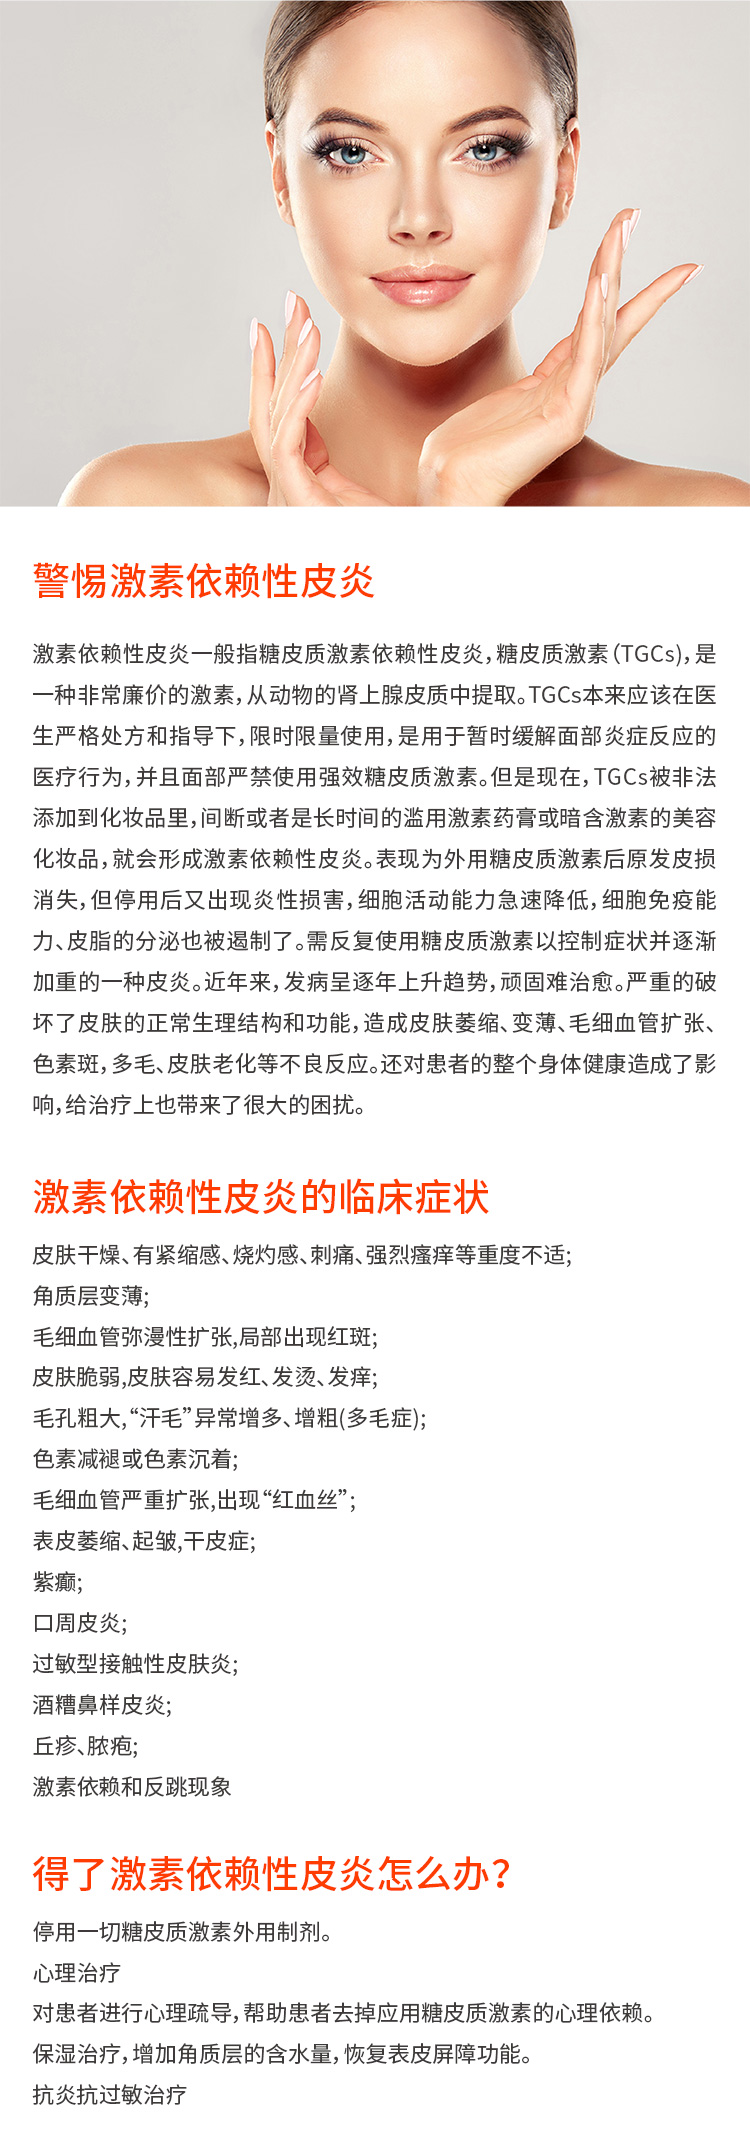 警惕激素依赖性皮炎
激素依赖性皮炎一般指糖皮质激素依赖性皮炎，糖皮质激素（TGCs），是
一种非常廉价的激素，从动物的肾上腺皮质中提取。TGCs本来应该在医
生严格处方和指导下，限时限量使用，是用于暂时缓解面部炎症反应的
医疗行为，并且面部严禁使用强效糖皮质激素。但是现在，TGCs被非法
添加到化妆品里，间断或者是长时间的滥用激素药膏或暗含激素的美容
化妆品，就会形成激素依赖性皮炎。表现为外用糖皮质激素后原发皮损
消失，但停用后又出现炎性损害，细胞活动能力急速降低，细胞免疫能
力、皮脂的分泌也被遏制了。需反复使用糖皮质激素以控制症状并逐渐
加重的一种皮炎。近年来，发病呈逐年上升趋势，顽固难治愈。严重的破
坏了皮肤的正常生理结构和功能，造成皮肤萎缩、变薄、毛细血管扩张、
色素斑，多毛、皮肤老化等不良反应。还对患者的整个身体健康造成了影
响，给治疗上也带来了很大的困扰。
激素依赖性皮炎的临床症状
皮肤干燥、有紧缩感、烧灼感、刺痛、强烈瘙痒等重度不适;
角质层变薄;
毛细血管弥漫性扩张,局部出现红斑;
皮肤脆弱,皮肤容易发红、发烫、发痒;
毛孔粗大,“汗毛”异常增多、增粗(多毛症);
色素减褪或色素沉着;
毛细血管严重扩张,出现“红血丝”;
表皮萎缩、起皱,干皮症;
紫癜;
口周皮炎;
过敏型接触性皮肤炎;
酒糟鼻样皮炎;
丘疹、脓疱;
激素依赖和反跳现象
得了激素依赖性皮炎怎么办？
停用一切糖皮质激素外用制剂。
心理治疗
对患者进行心理疏导，帮助患者去掉应用糖皮质激素的心理依赖。
保湿治疗，增加角质层的含水量，恢复表皮屏障功能。
抗炎抗过敏治疗